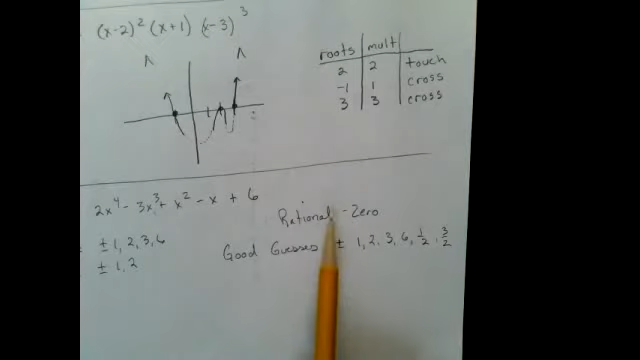 (x-2)² (x+1) (x-3)³
roots mult
2 2 touch
-1 1 cross
3 3 cross
2x⁴ - 3x³ + x² - x + 6
Rational - Zero
± 1, 2, 3, 6
Good Guesses ± 1, 2, 3, 6, 1/2, 3/2
± 1, 2